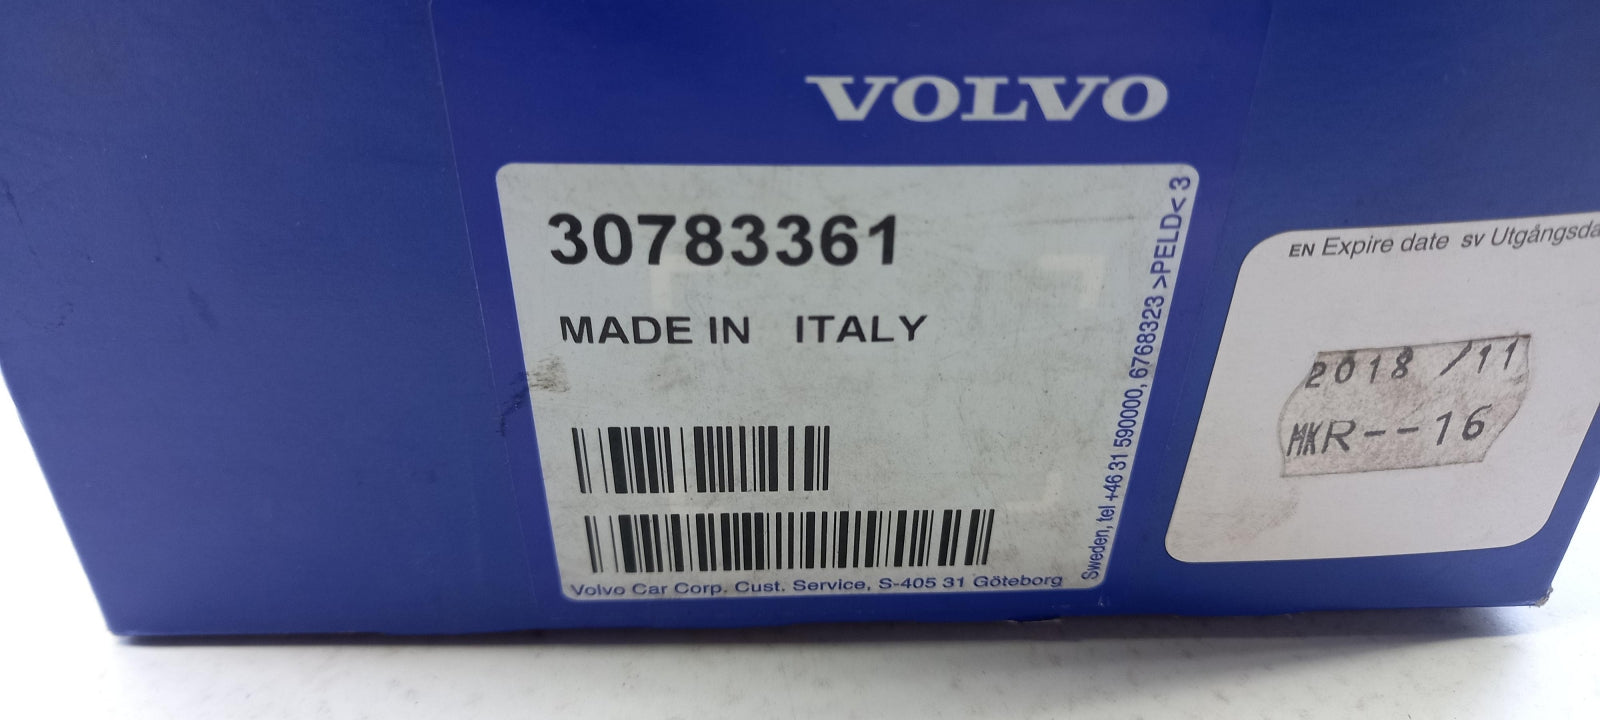 VOLVO
30783361
MADE IN ITALY
Volvo Car Corp. Cust. Service, S-405 31 Göteborg
Sweden, tel +46 31 590000, 6768323 >PELD< 3
EN Expire date SV Utgångsda
2018 /11
MKR--16